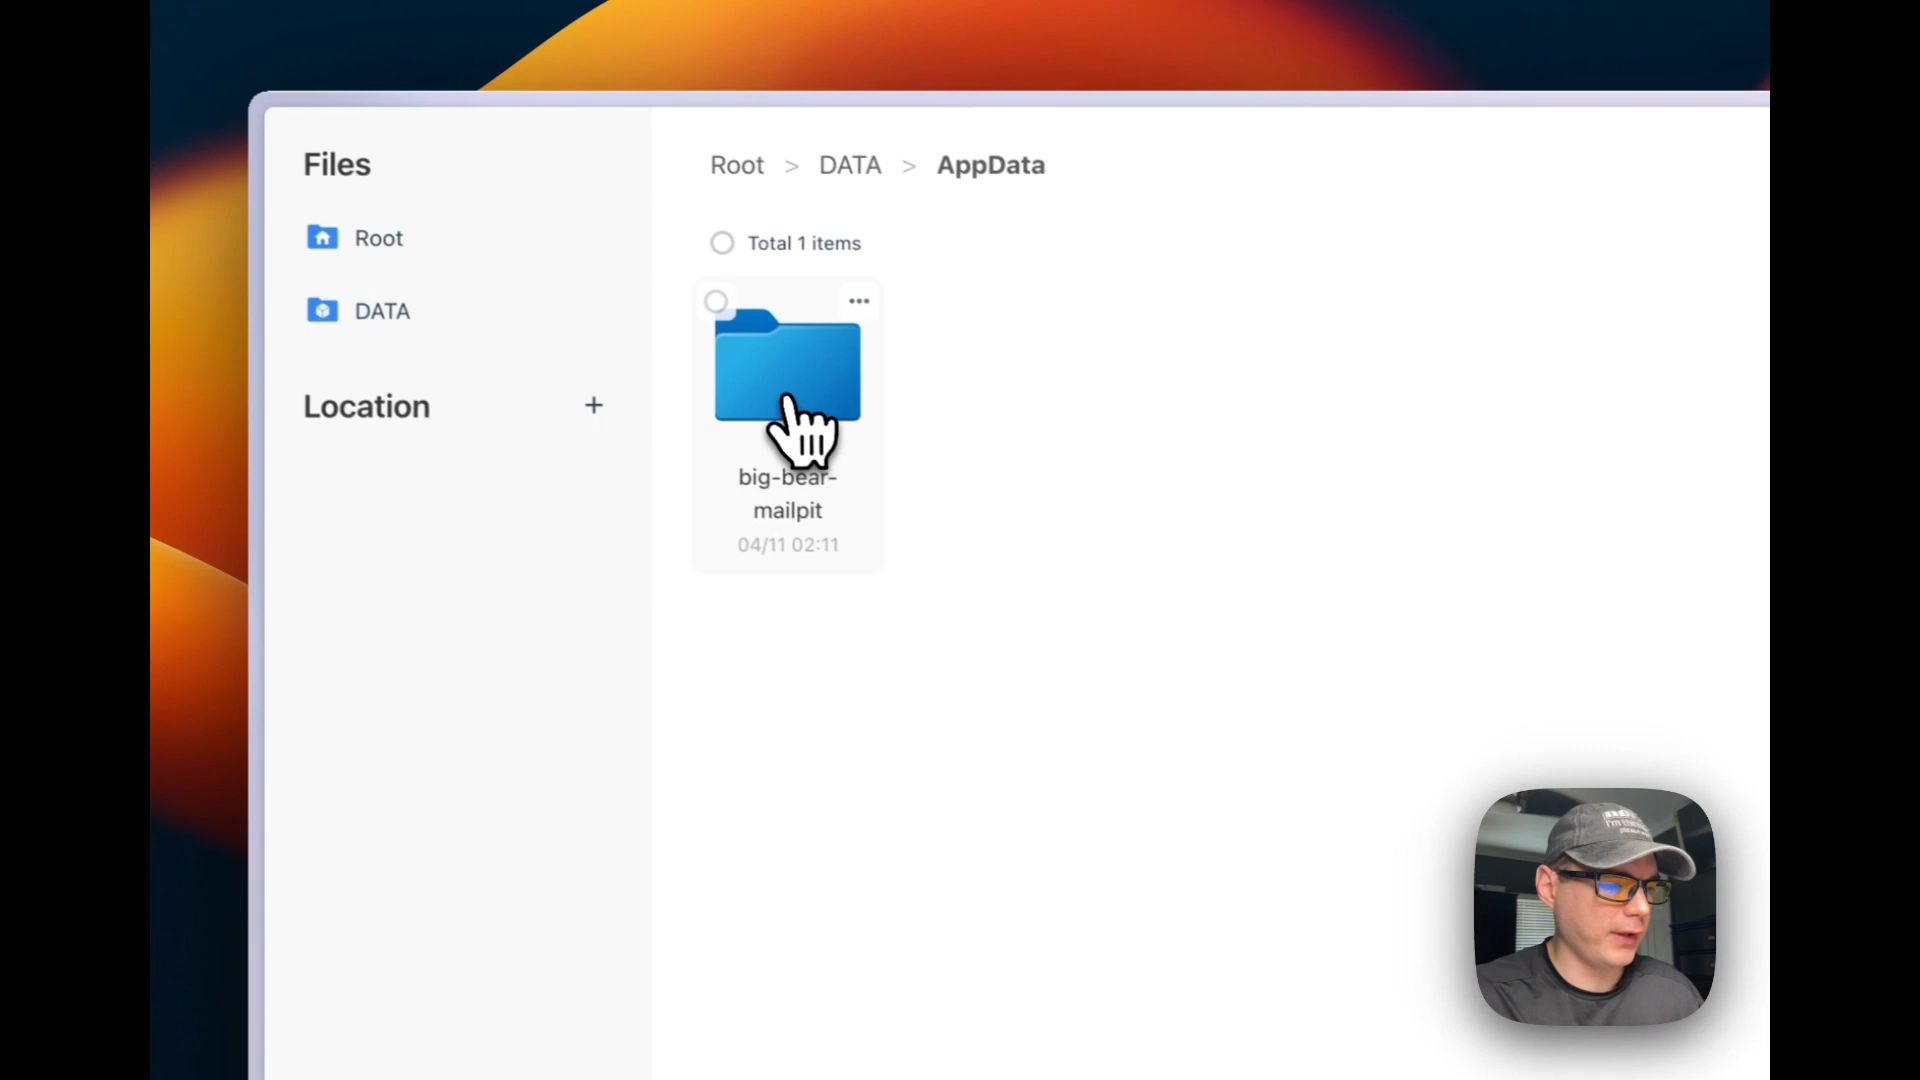 Files
Root > DATA > AppData
Root
Total 1 items
DATA
Location +
big-bear-
mailpit
04/11 02:11